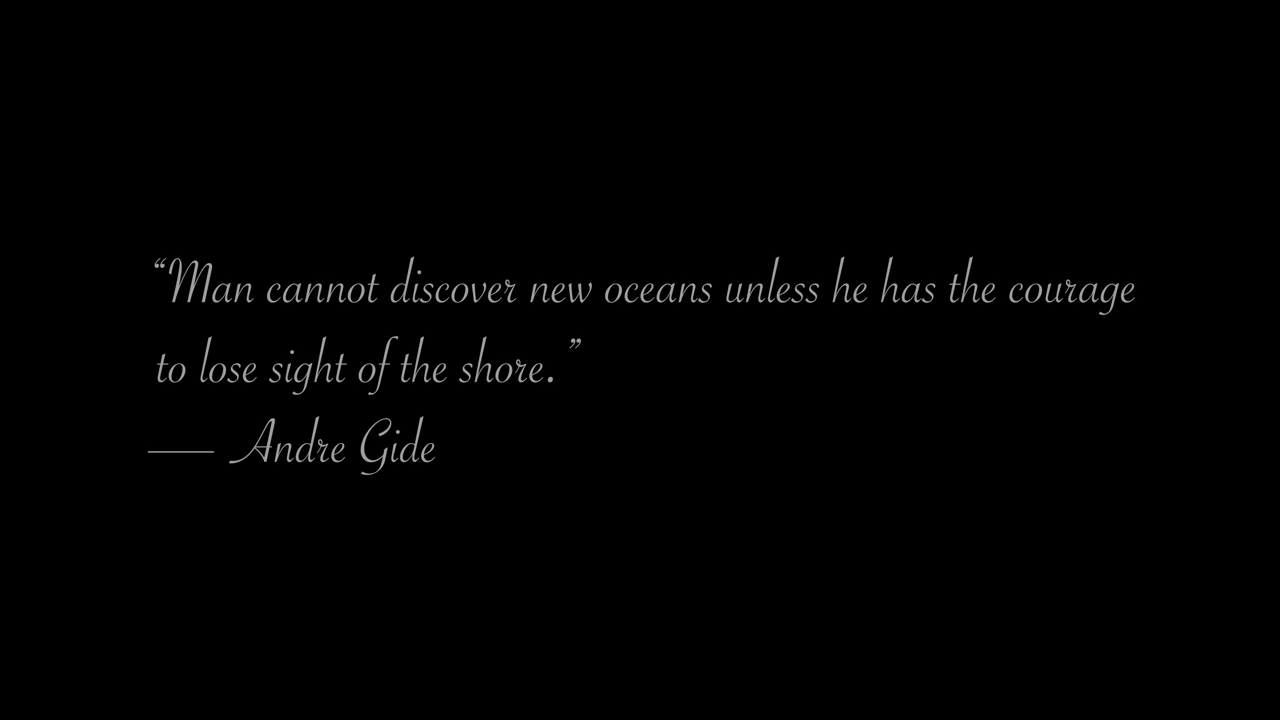 “Man cannot discover new oceans unless he has the courage
to lose sight of the shore.”
— Andre Gide